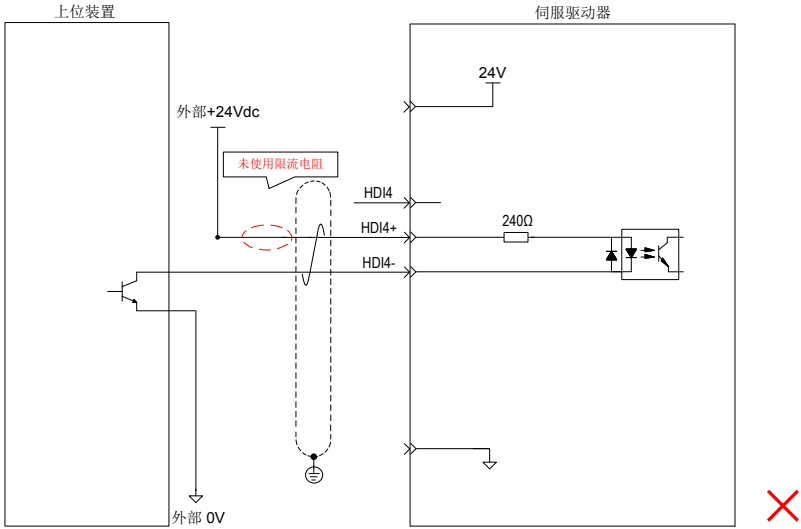 上位装置
伺服驱动器
24V
外部+24Vdc
未使用限流电阻
HDI4
HDI4+
240Ω
HDI4-
外部 0V